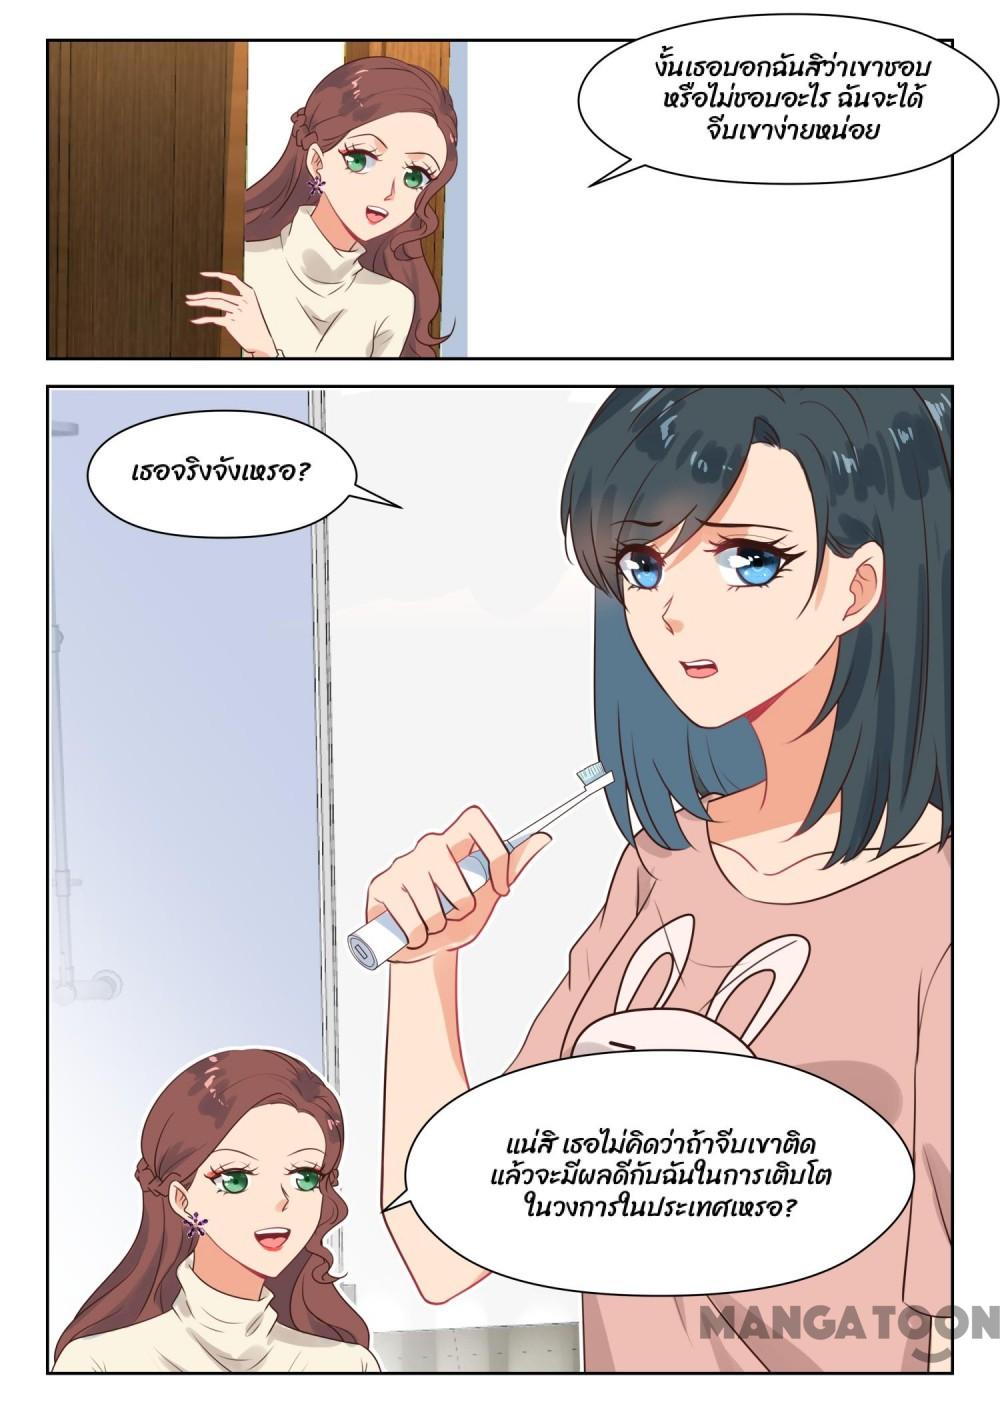 งั้นเธอบอกฉันสิว่าเขาชอบ
หรือไม่ชอบอะไร ฉันจะได้
จีบเขาง่ายหน่อย
เธอจริงจังเหรอ?
แน่สิ เธอไม่คิดว่าถ้าจีบเขาติด
แล้วจะมีผลดีกับฉันในการเติบโต
ในวงการในประเทศเหรอ?
MANGATOON